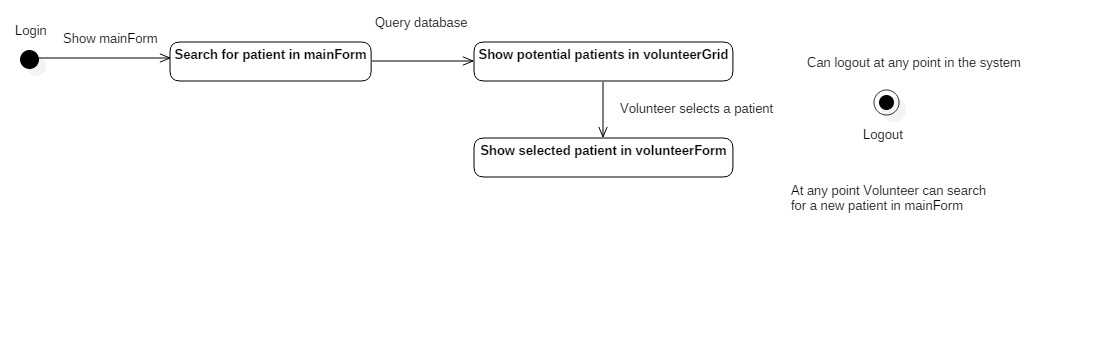 Login
Show mainForm
Search for patient in mainForm
Query database
Show potential patients in volunteerGrid
Volunteer selects a patient
Show selected patient in volunteerForm
Can logout at any point in the system
Logout
At any point Volunteer can search
for a new patient in mainForm